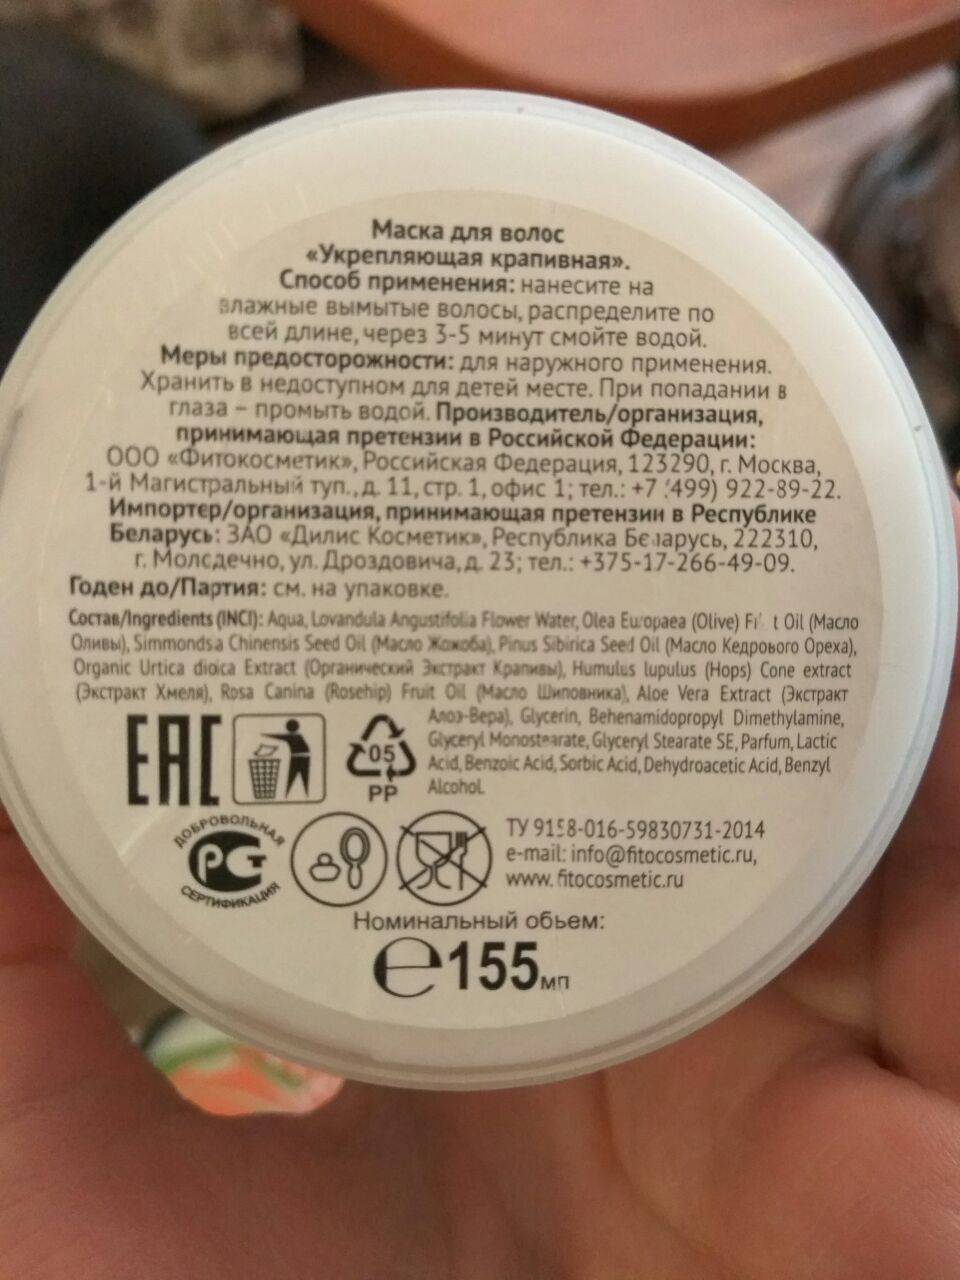 Маска для волос
«Укрепляющая крапивная».
Способ применения: нанесите на
влажные вымытые волосы, распределите по
всей длине, через 3-5 минут смойте водой.
Меры предосторожности: для наружного применения.
Хранить в недоступном для детей месте. При попадании в
глаза – промыть водой. Производитель/организация,
принимающая претензии в Российской Федерации:
ООО «Фитокосметик», Российская Федерация, 123290, г. Москва,
1-й Магистральный туп., д. 11, стр. 1, офис 1; тел.: +7 (499) 922-89-22.
Импортер/организация, принимающая претензии в Республике
Беларусь: ЗАО «Дилис Косметик», Республика Беларусь, 222310,
г. Молодечно, ул. Дроздовича, д. 23; тел.: +375-17-266-49-09.
Годен до/Партия: см. на упаковке.
Состав/Ingredients (INCI): Aqua, Lovandula Angustifolia Flower Water, Olea Europaea (Olive) Oil (Масло
Оливы), Simmondsa Chinensis Seed Oil (Масло Жожоба), Pinus Sibirica Seed Oil (Масло Кедрового Ореха),
Organic Urtica dioica Extract (Органический Экстракт Крапивы), Humulus lupulus (Hops) Cone extract
(Экстракт Хмеля), Rosa Canina (Rosehip) Fruit Oil (Масло Шиповника), Aloe Vera Extract (Экстракт
Алоэ-Вера), Glycerin, Behenamidopropyl Dimethylamine,
Glyceryl Monostearate, Glyceryl Stearate SE, Parfum, Lactic
Acid, Benzoic Acid, Sorbic Acid, Dehydroacetic Acid, Benzyl
Alcohol.
EAC
05
PP
ДОБРОВОЛЬНАЯ
РСТ
СЕРТИФИКАЦИЯ
ТУ 9158-016-59830731-2014
e-mail: info@fitocosmetic.ru,
www.fitocosmetic.ru
Номинальный обьем:
℮155мл